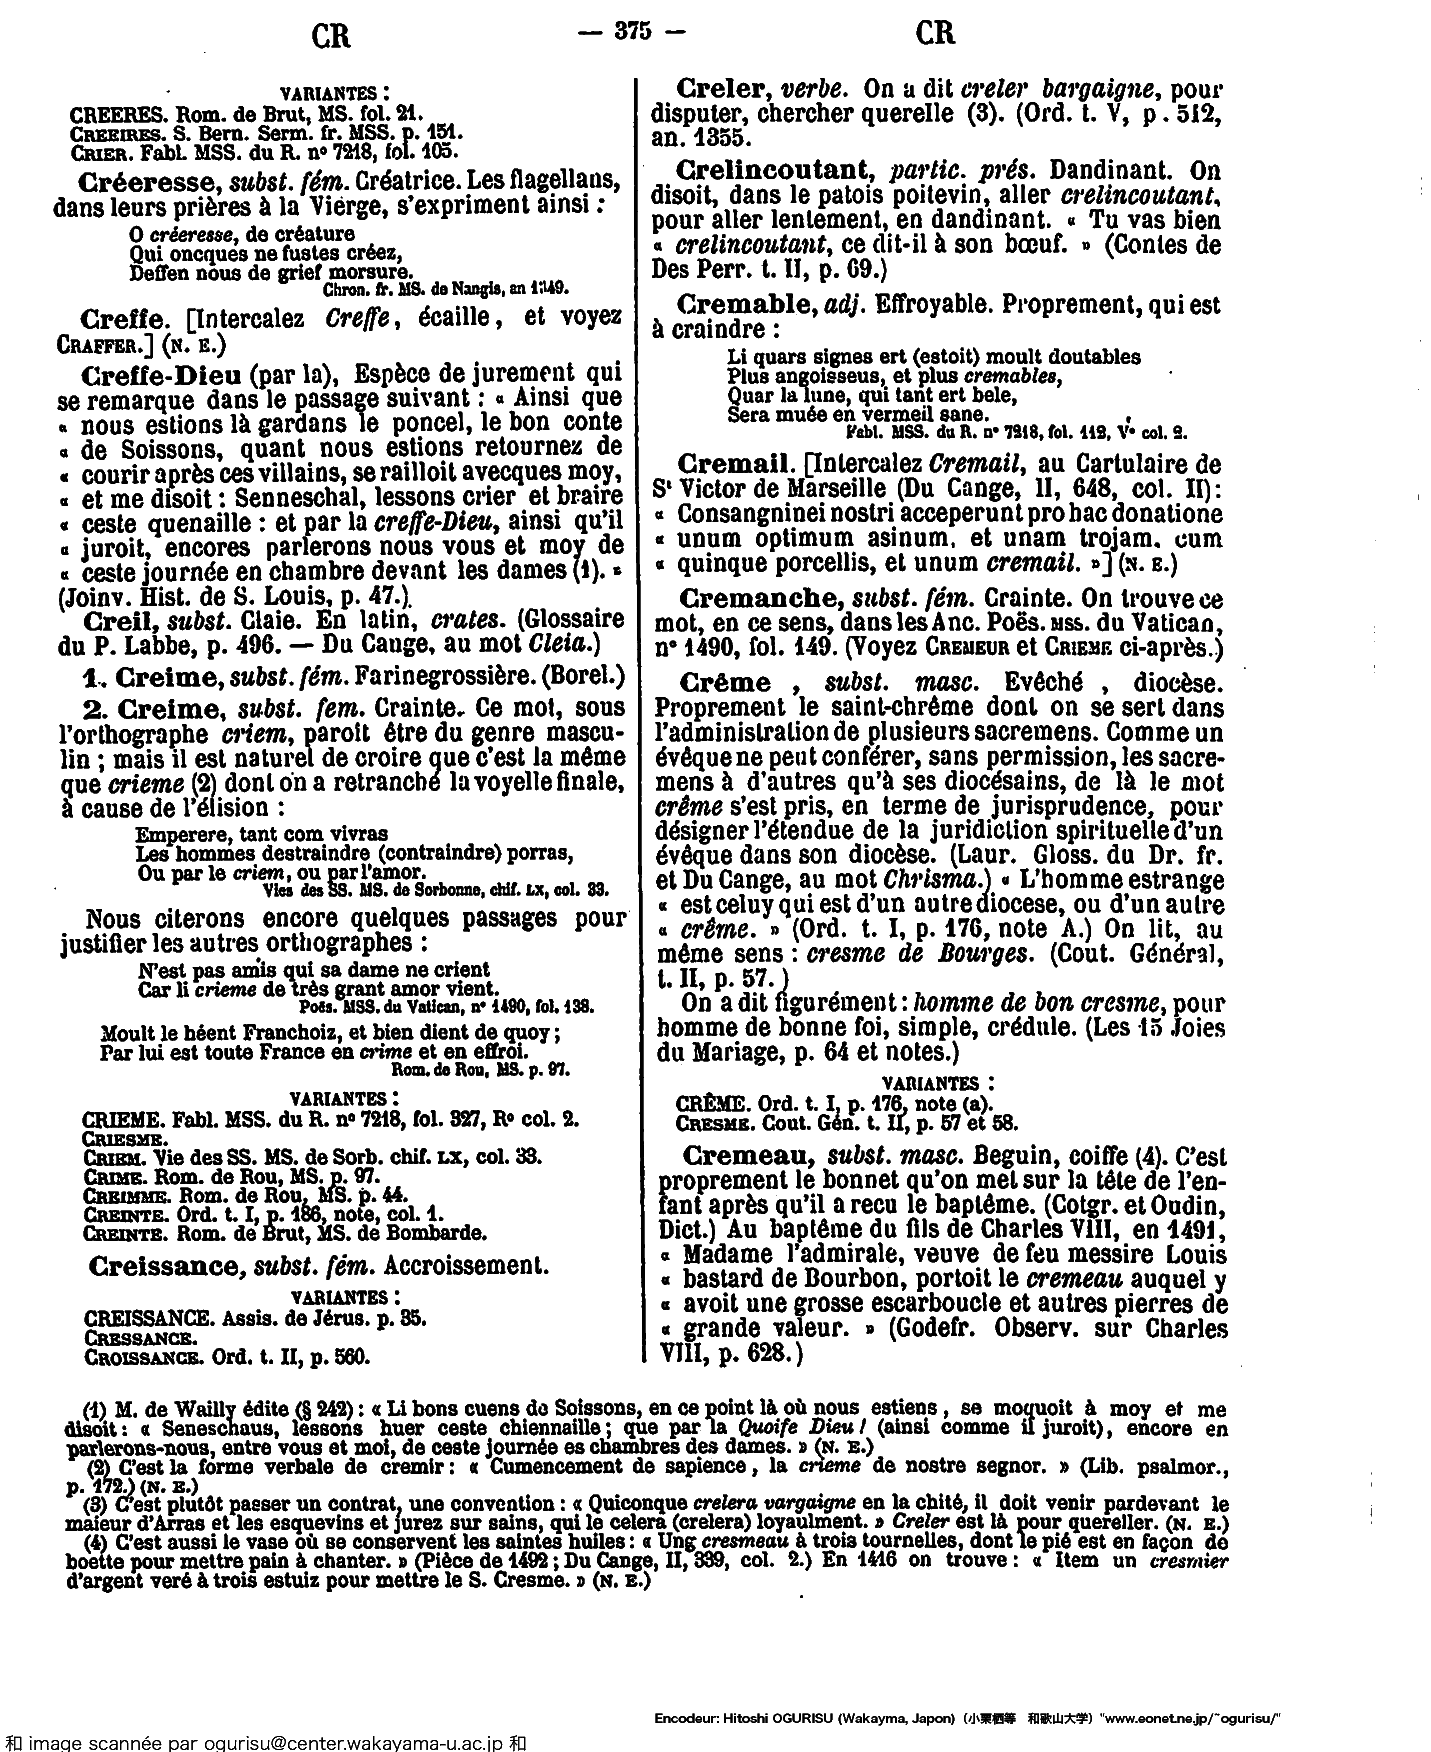 CR
— 375 —
CR
VARIANTES :
CREERES. Rom. de Brut, MS. fol. 21.
CREEIRES. S. Bern. Serm. fr. MSS. p. 151.
CRIER. Fabl. MSS. du R. nº 7218, fol. 105.
Créeresse, subst. fém. Créatrice. Les flagellans,
dans leurs prières à la Vierge, s'expriment ainsi :
O créeresse, de créature
Qui oncques ne fustes créez,
Deffen nous de grief morsure.
Chron. fr. MS. de Nangis, an 1349.
Creffe. [Intercalez Creffe, écaille, et voyez
CRAFFER.] (N. E.)
Creffe-Dieu (par la), Espèce de jurement qui
se remarque dans le passage suivant : « Ainsi que
« nous estions là gardans le poncel, le bon conte
« de Soissons, quant nous estions retournez de
« courir après ces villains, se railloit avecques moy,
« et me disoit : Senneschal, lessons crier et braire
« ceste quenaille : et par la creffe-Dieu, ainsi qu'il
« juroit, encores parlerons nous vous et moy de
« ceste journée en chambre devant les dames (1). »
(Joinv. Hist. de S. Louis, p. 47.)
Creil, subst. Claie. En latin, crates. (Glossaire
du P. Labbe, p. 496. — Du Cange, au mot Cleia.)
1. Creime, subst. fém. Farine grossière. (Borel.)
2. Creime, subst. fem. Crainte. Ce mot, sous
l'orthographe criem, paroit être du genre mascu-
lin ; mais il est naturel de croire que c'est la même
que crieme (2) dont on a retranché la voyelle finale,
à cause de l'élision :
Emperere, tant com vivras
Les hommes destraindre (contraindre) porras,
Ou par le criem, ou par l'amor.
Vies des SS. MS. de Sorbonne, chif. LX, col. 33.
Nous citerons encore quelques passages pour
justifier les autres orthographes :
N'est pas amis qui sa dame ne crient
Car li crieme de très grant amor vient.
Poës. MSS. du Vatican, nº 1490, fol. 138.
Moult le héent Franchoiz, et bien dient de quoy ;
Par lui est toute France en crime et en effroi.
Rom. de Rou, MS. p. 97.
VARIANTES :
CRIEME. Fabl. MSS. du R. nº 7218, fol. 327, Rº col. 2.
CRIESME.
CRIEM. Vie des SS. MS. de Sorb. chif. LX, col. 33.
CRIME. Rom. de Rou, MS. p. 97.
CREIMME. Rom. de Rou, MS. p. 44.
CREINTE. Ord. t. I, p. 186, note, col. 1.
CREINTE. Rom. de Brut, MS. de Bombarde.
Creissance, subst. fém. Accroissement.
VARIANTES :
CREISSANCE. Assis. de Jérus. p. 35.
CRESSANCE.
CROISSANCE. Ord. t. II, p. 560.
Creler, verbe. On a dit creler bargaigne, pour
disputer, chercher querelle (3). (Ord. t. V, p. 512,
an. 1355.
Crelincoutant, partic. prés. Dandinant. On
disoit, dans le patois poitevin, aller crelincoutant,
pour aller lentement, en dandinant. « Tu vas bien
« crelincoutant, ce dit-il à son bœuf. » (Contes de
Des Perr. t. II, p. 69.)
Cremable, adj. Effroyable. Proprement, qui est
à craindre :
Li quars signes ert (estoit) moult doutables
Plus angoisseus, et plus cremables,
Quar la lune, qui tant ert bele,
Sera muée en vermeil sane.
Fabl. MSS. du R. nº 7218, fol. 112, Vº col. 2.
Cremail. [Intercalez Cremail, au Cartulaire de
St Victor de Marseille (Du Cange, II, 648, col. II) :
« Consangninei nostri acceperunt pro hac donatione
« unum optimum asinum, et unam trojam, cum
« quinque porcellis, et unum cremail. »] (N. E.)
Cremanche, subst. fém. Crainte. On trouve ce
mot, en ce sens, dans les Anc. Poës. MSS. du Vatican,
nº 1490, fol. 149. (Voyez CREMEUR et CRIEME ci-après.)
Crême , subst. masc. Evêché , diocèse.
Proprement le saint-chrême dont on se sert dans
l'administration de plusieurs sacremens. Comme un
évêque ne peut conférer, sans permission, les sacre-
mens à d'autres qu'à ses diocésains, de là le mot
crême s'est pris, en terme de jurisprudence, pour
désigner l'étendue de la juridiction spirituelle d'un
évêque dans son diocèse. (Laur. Gloss. du Dr. fr.
et Du Cange, au mot Chrisma.) « L'homme estrange
« est celuy qui est d'un autre diocese, ou d'un autre
« crême. » (Ord. t. I, p. 176, note A.) On lit, au
même sens : cresme de Bourges. (Cout. Général,
t. II, p. 57.)
On a dit figurément : homme de bon cresme, pour
homme de bonne foi, simple, crédule. (Les 15 Joies
du Mariage, p. 64 et notes.)
VARIANTES :
CRÊME. Ord. t. I, p. 176, note (a).
CRESME. Cout. Gén. t. II, p. 57 et 58.
Cremeau, subst. masc. Beguin, coiffe (4). C'est
proprement le bonnet qu'on met sur la tête de l'en-
fant après qu'il a recu le baptême. (Cotgr. et Oudin,
Dict.) Au baptême du fils de Charles VIII, en 1491,
« Madame l'admirale, veuve de feu messire Louis
« bastard de Bourbon, portoit le cremeau auquel y
« avoit une grosse escarboucle et autres pierres de
« grande valeur. » (Godefr. Observ. sur Charles
VIII, p. 628.)
(1) M. de Wailly édite (§ 242) : « Li bons cuens de Soissons, en ce point là où nous estiens, se moquoit à moy et me
disoit : « Seneschaus, lessons huer ceste chiennaille ; que par la Quoife Dieu ! (ainsi comme il juroit), encore en
parlerons-nous, entre vous et moi, de ceste journée es chambres des dames. » (N. E.)
(2) C'est la forme verbale de cremir : « Cumencement de sapience, la crieme de nostre segnor. » (Lib. psalmor.,
p. 172.) (N. E.)
(3) C'est plutôt passer un contrat, une convention : « Quiconque crelera vargaigne en la chité, il doit venir pardevant le
maieur d'Arras et les esquevins et jurez sur sains, qui le celera (crelera) loyaulment. » Creler est là pour quereller. (N. E.)
(4) C'est aussi le vase où se conservent les saintes huiles : « Ung cresmeau à trois tournelles, dont le pié est en façon de
boette pour mettre pain à chanter. » (Pièce de 1492 ; Du Cange, II, 339, col. 2.) En 1416 on trouve : « Item un cresmier
d'argent veré à trois estuiz pour mettre le S. Cresme. » (N. E.)
Encodeur: Hitoshi OGURISU (Wakayma, Japon) (小栗栖等 和歌山大学) "www.eonet.ne.jp/~ogurisu/"
和 image scannée par ogurisu@center.wakayama-u.ac.jp 和